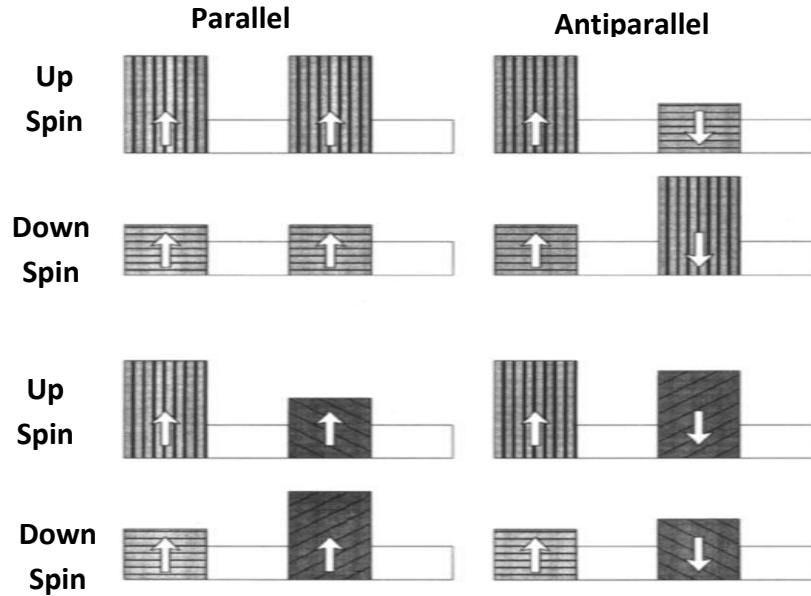 Parallel
Antiparallel
Up
Spin
Down
Spin
Up
Spin
Down
Spin